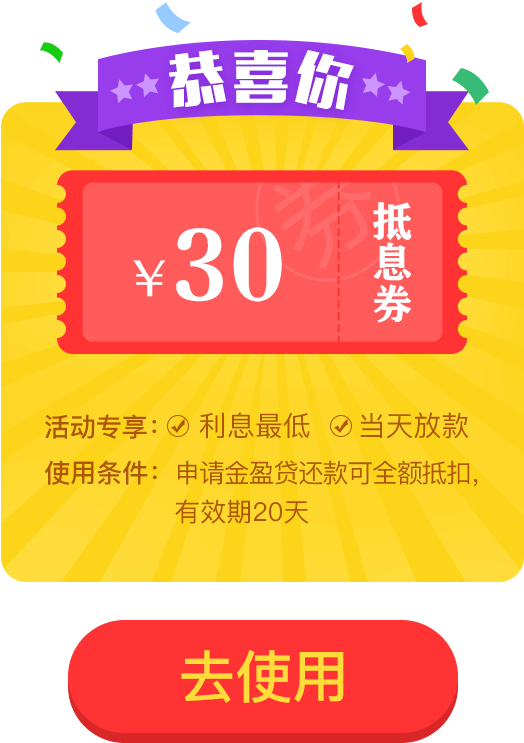 恭喜你
券
¥30
抵息券
活动专享： 利息最低 当天放款
使用条件： 申请金盈贷还款可全额抵扣，
有效期20天
去使用